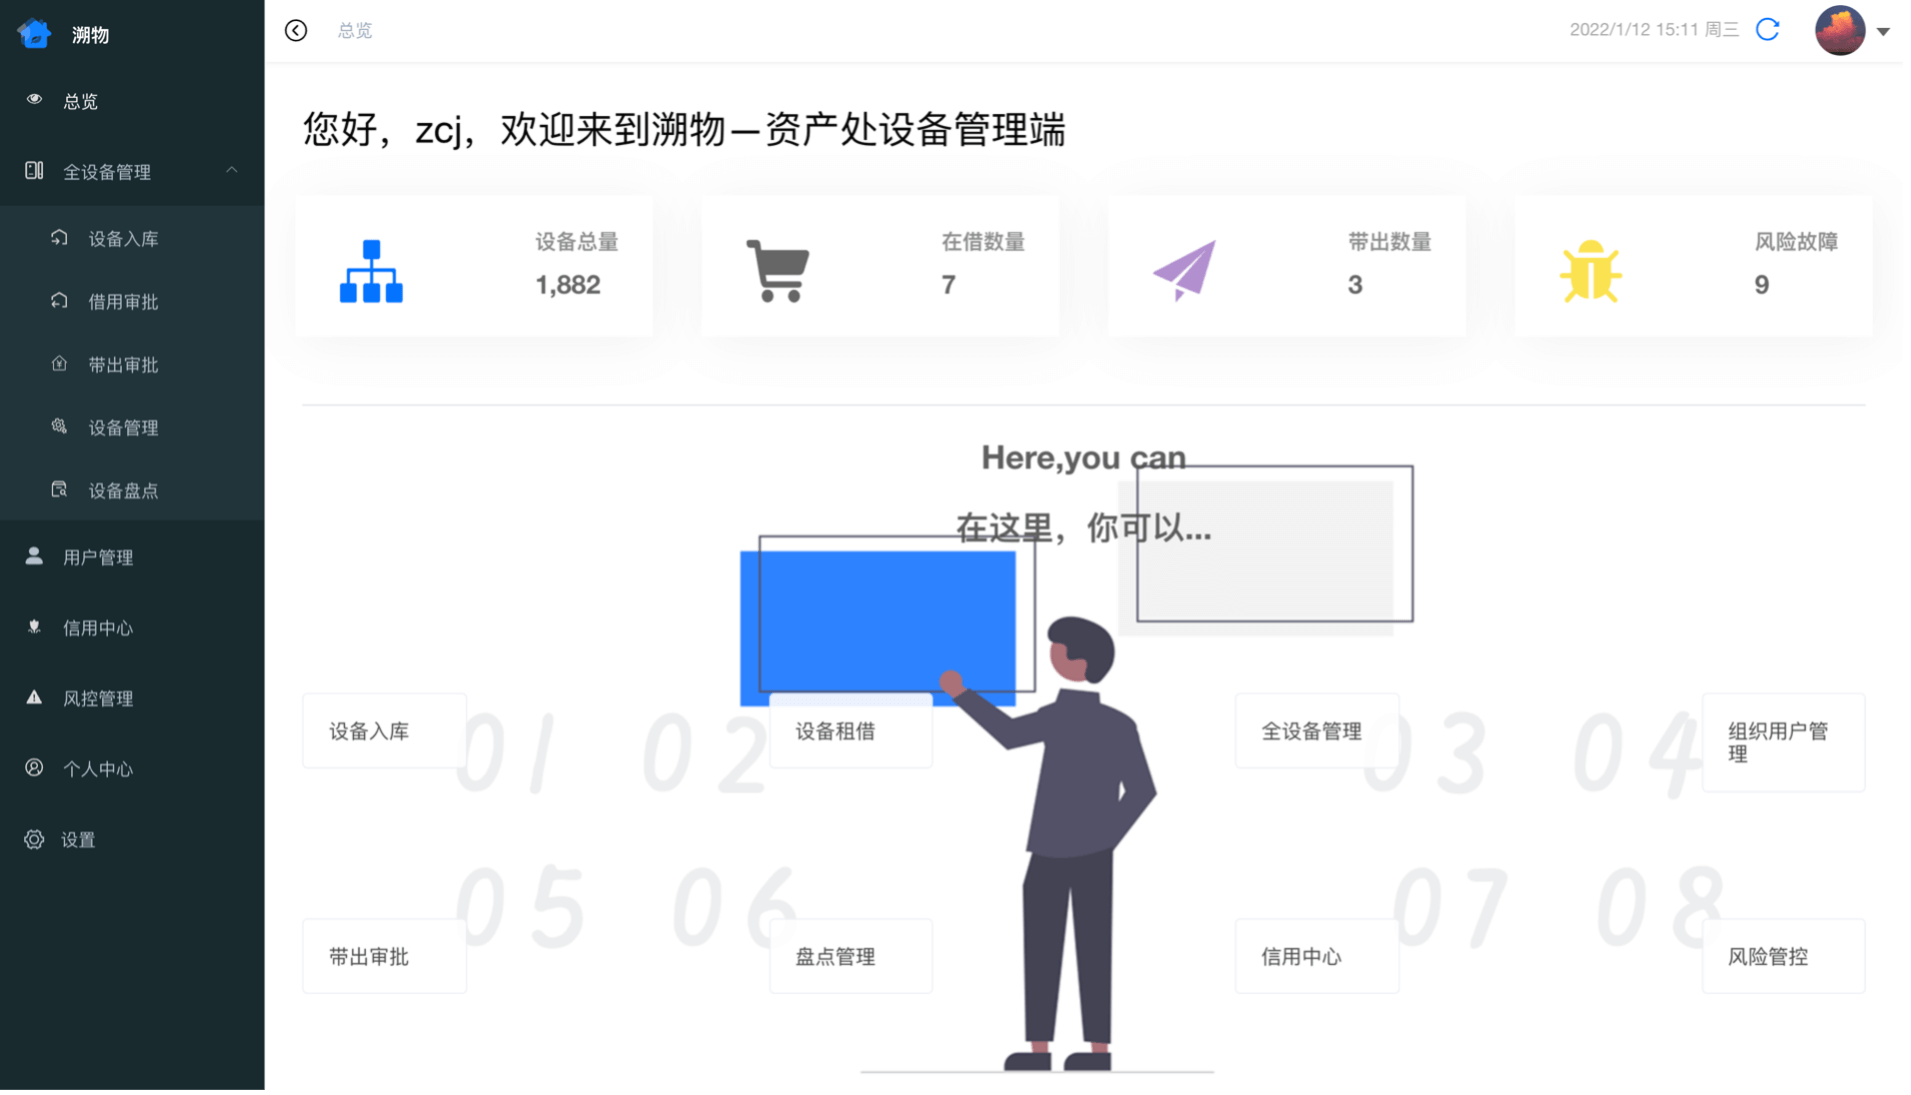 溯物
总览
全设备管理
设备入库
借用审批
带出审批
设备管理
设备盘点
用户管理
信用中心
风控管理
个人中心
设置
总览
2022/1/12 15:11 周三
您好，zcj，欢迎来到溯物—资产处设备管理端
设备总量
1,882
在借数量
7
带出数量
3
风险故障
9
Here,you can
在这里，你可以...
设备入库
01
02
设备租借
全设备管理
03
04
组织用户管
理
05
06
07
08
带出审批
盘点管理
信用中心
风险管控